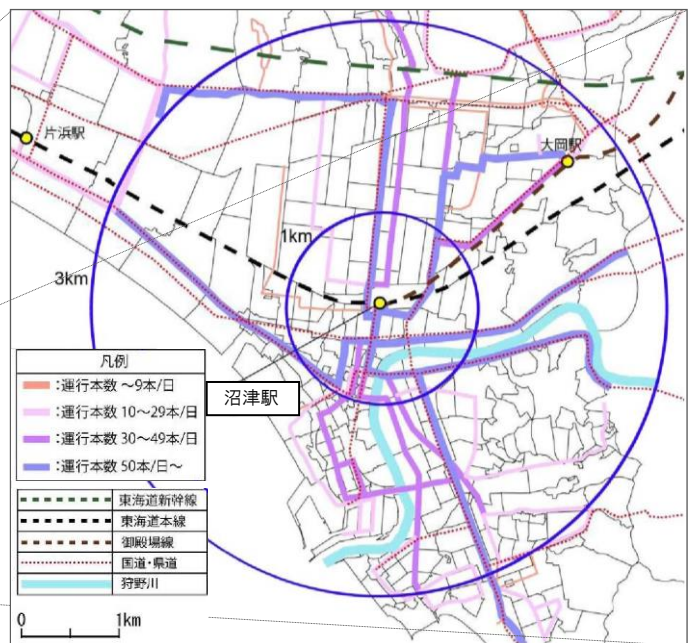 片浜駅
大岡駅
1km
3km
沼津駅
凡例
：運行本数 ～9本/日
：運行本数 10～29本/日
：運行本数 30～49本/日
：運行本数 50本/日～
東海道新幹線
東海道本線
御殿場線
国道・県道
狩野川
0 1km